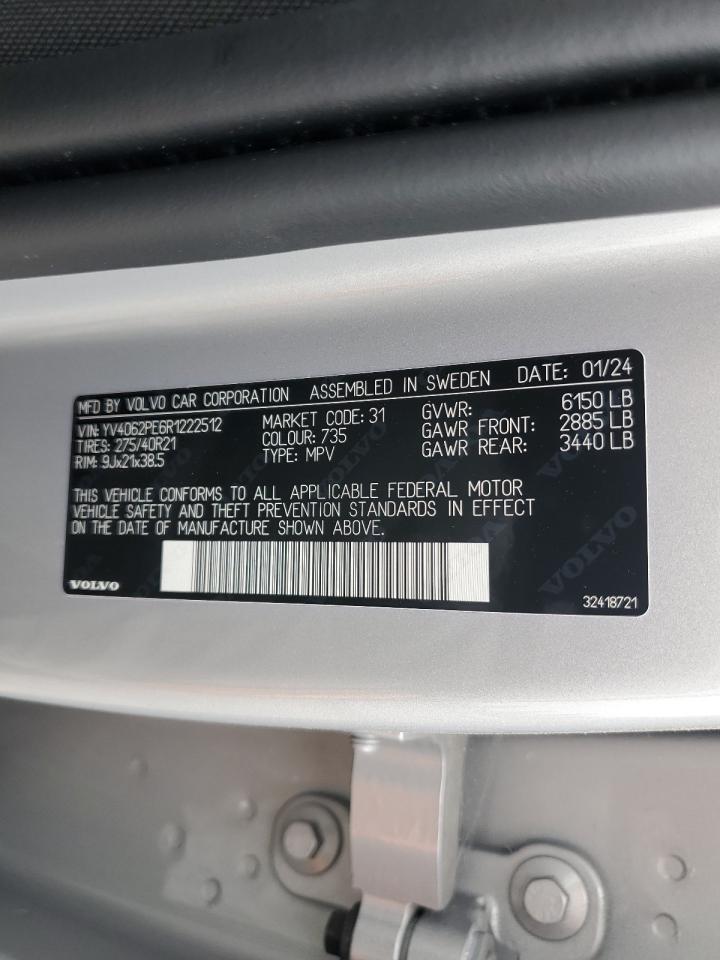 MFD BY VOLVO CAR CORPORATION ASSEMBLED IN SWEDEN DATE: 01/24
VIN: YV4062PE6R1222512 MARKET CODE: 31 GVWR: 6150 LB
TIRES: 275/40R21 COLOUR: 735 GAWR FRONT: 2885 LB
RIM: 9Jx21x38.5 TYPE: MPV GAWR REAR: 3440 LB
THIS VEHICLE CONFORMS TO ALL APPLICABLE FEDERAL MOTOR
VEHICLE SAFETY AND THEFT PREVENTION STANDARDS IN EFFECT
ON THE DATE OF MANUFACTURE SHOWN ABOVE.
VOLVO 32418721